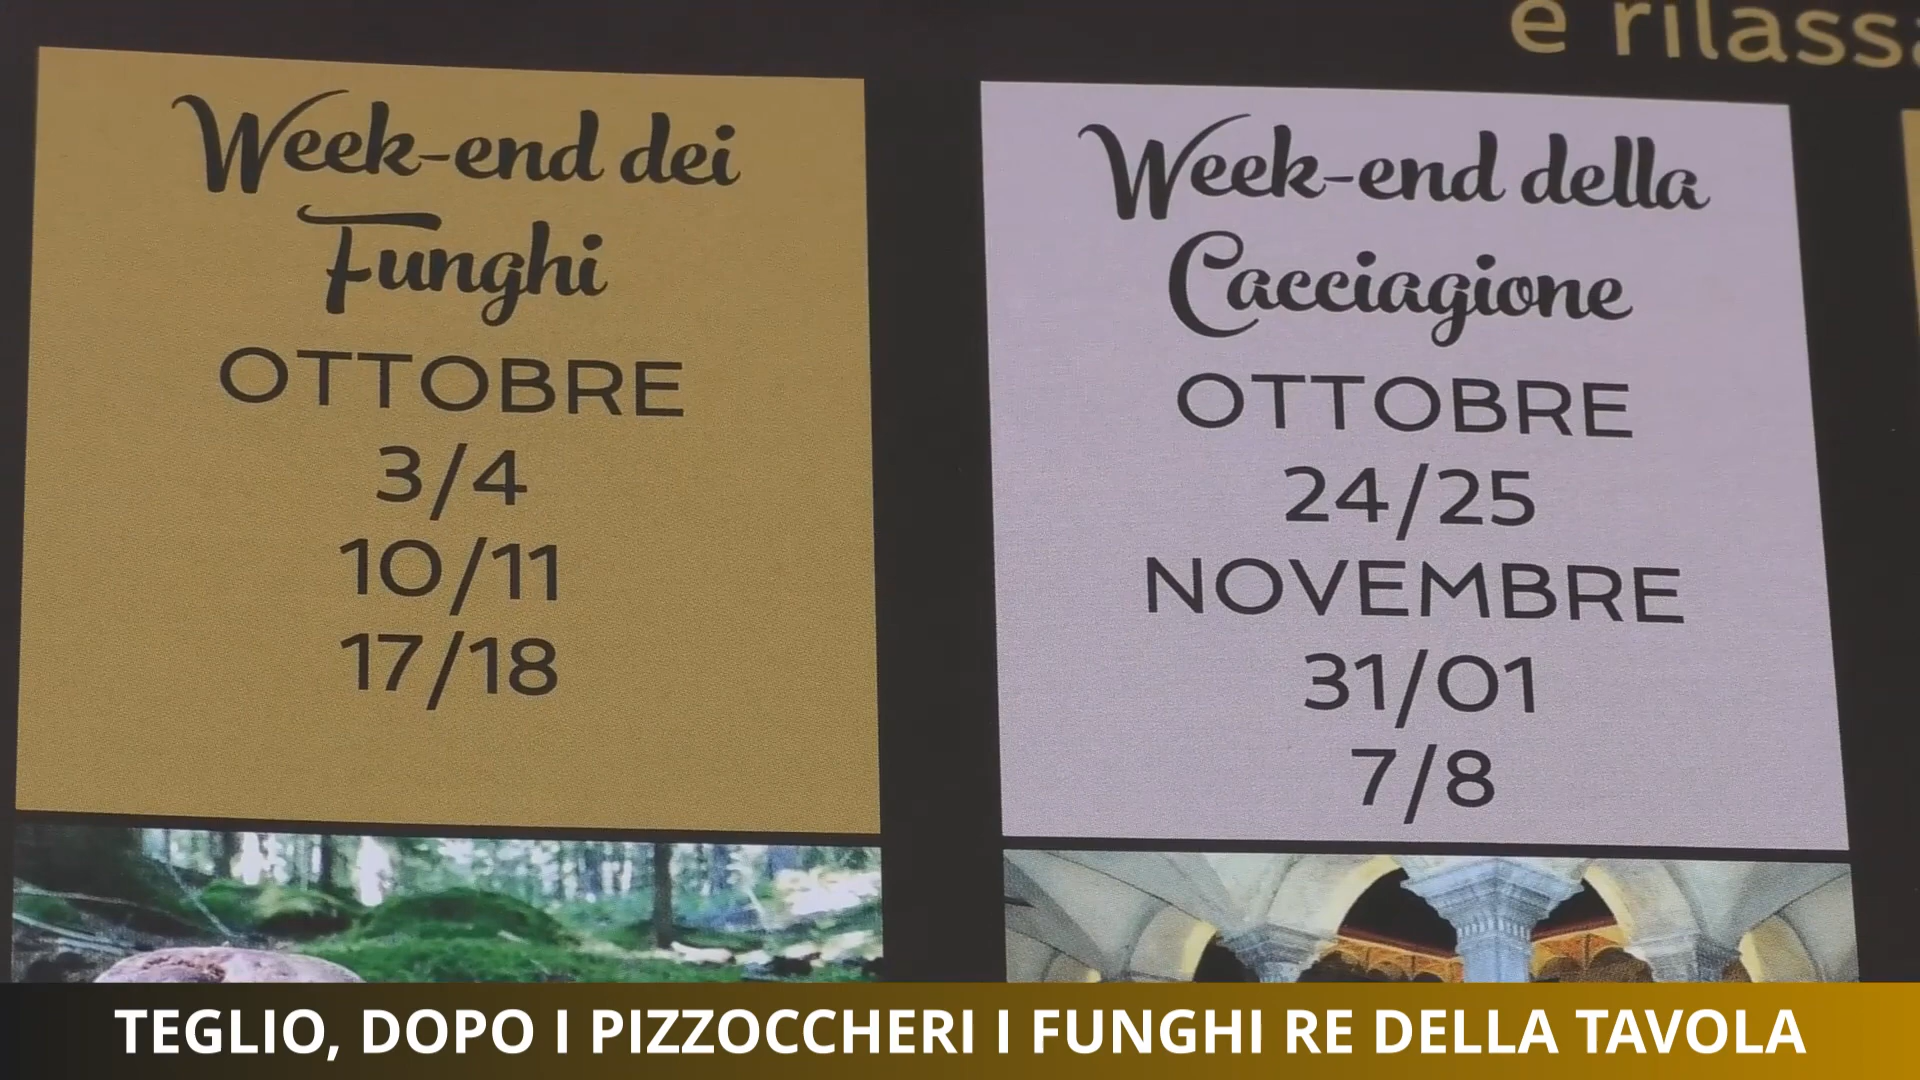 e rilassa
Week-end dei
Funghi
OTTOBRE
3/4
10/11
17/18
Week-end della
Cacciagione
OTTOBRE
24/25
NOVEMBRE
31/01
7/8
TEGLIO, DOPO I PIZZOCCHERI I FUNGHI RE DELLA TAVOLA